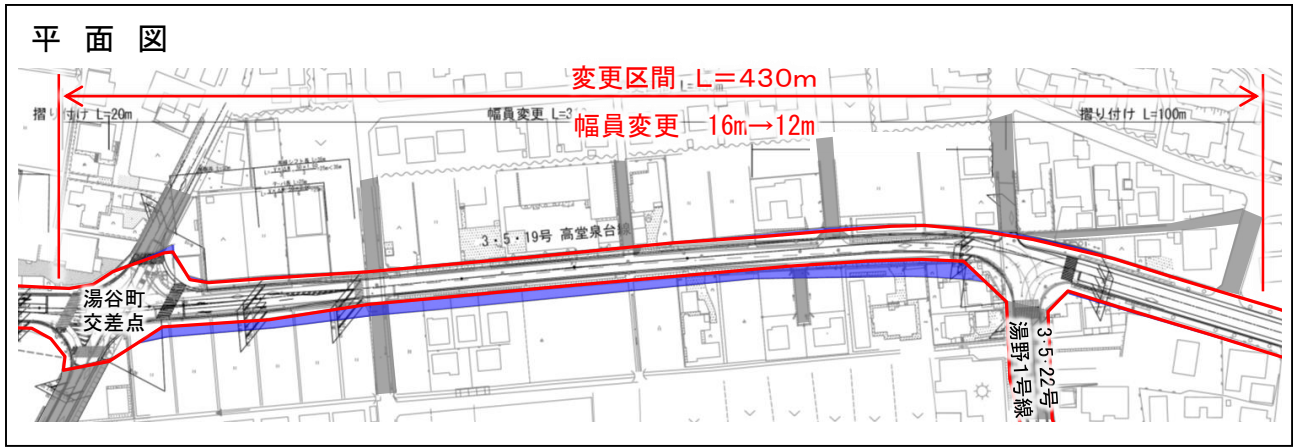 平面図
変更区間 L=430m
摺り付け L=20m
幅員変更 L=3
摺り付け L=100m
幅員変更 16m→12m
3・5・19号 高堂泉台線
湯谷町
交差点
3・5・22号
湯野1号線